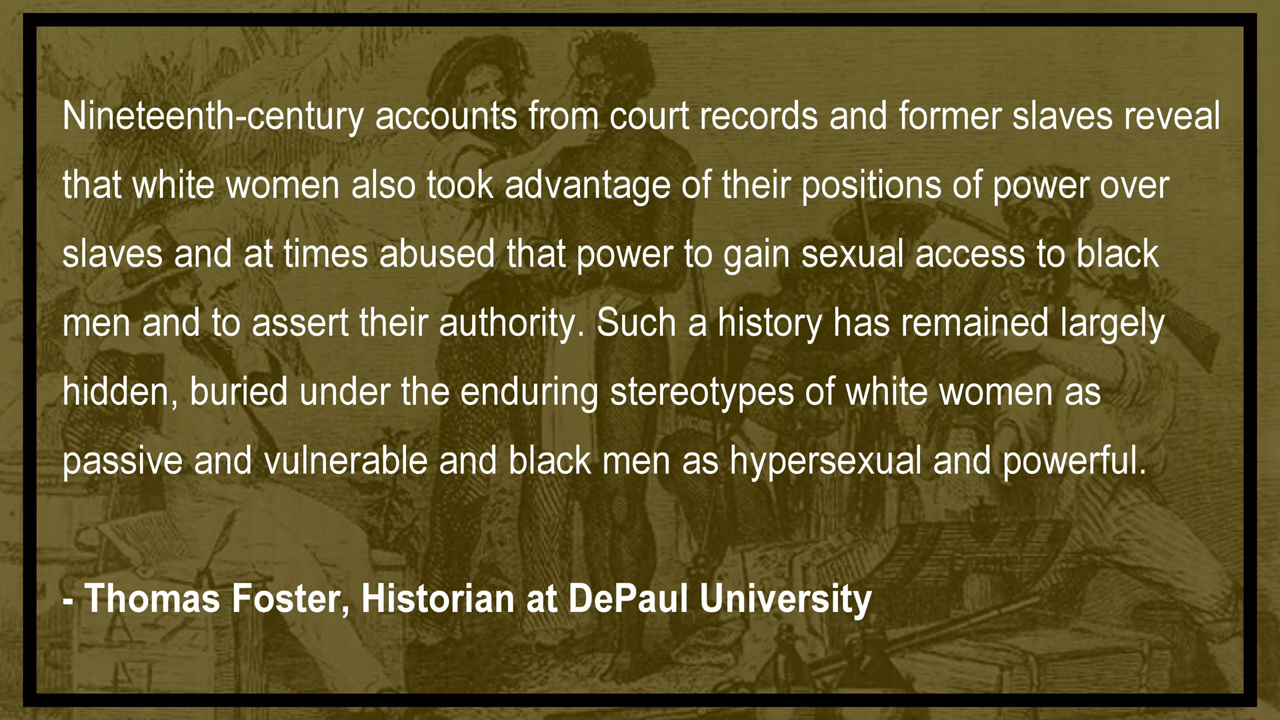 Nineteenth-century accounts from court records and former slaves reveal
that white women also took advantage of their positions of power over
slaves and at times abused that power to gain sexual access to black
men and to assert their authority. Such a history has remained largely
hidden, buried under the enduring stereotypes of white women as
passive and vulnerable and black men as hypersexual and powerful.
- Thomas Foster, Historian at DePaul University